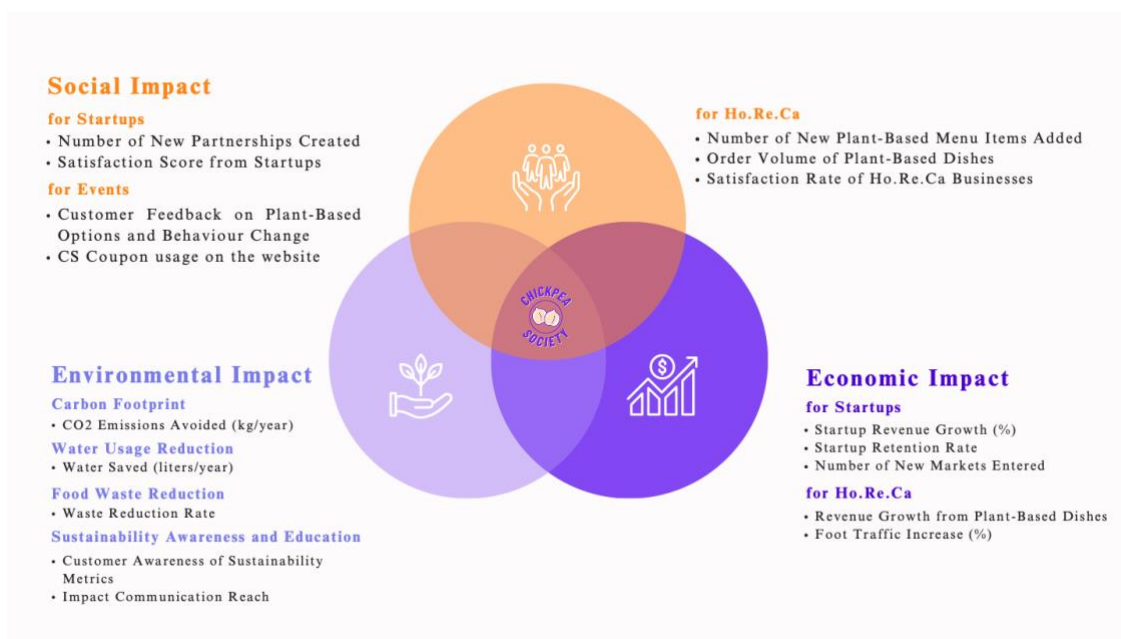 Social Impact
for Startups
• Number of New Partnerships Created
• Satisfaction Score from Startups
for Events
• Customer Feedback on Plant-Based
Options and Behaviour Change
• CS Coupon usage on the website
for Ho.Re.Ca
• Number of New Plant-Based Menu Items Added
• Order Volume of Plant-Based Dishes
• Satisfaction Rate of Ho.Re.Ca Businesses
CHICKPEA
SOCIETY
Environmental Impact
Carbon Footprint
• CO2 Emissions Avoided (kg/year)
Water Usage Reduction
• Water Saved (liters/year)
Food Waste Reduction
• Waste Reduction Rate
Sustainability Awareness and Education
• Customer Awareness of Sustainability
Metrics
• Impact Communication Reach
$
Economic Impact
for Startups
• Startup Revenue Growth (%)
• Startup Retention Rate
• Number of New Markets Entered
for Ho.Re.Ca
• Revenue Growth from Plant-Based Dishes
• Foot Traffic Increase (%)